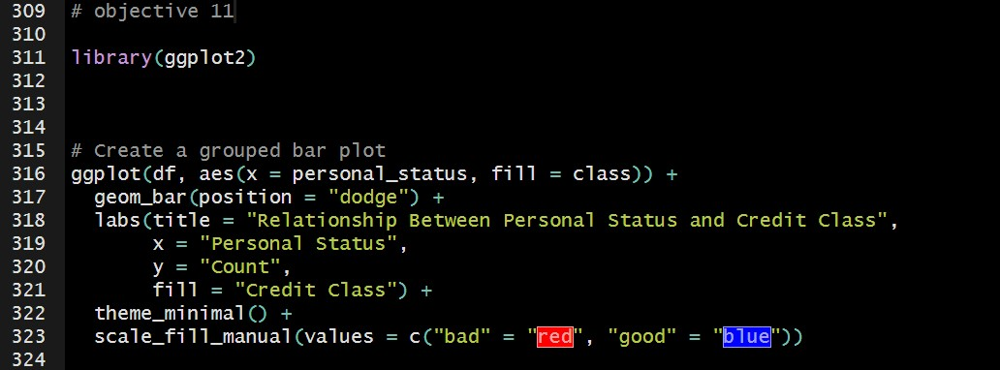 309 # objective 11
310
311 library(ggplot2)
312
313
314
315 # Create a grouped bar plot
316 ggplot(df, aes(x = personal_status, fill = class)) +
317   geom_bar(position = "dodge") +
318   labs(title = "Relationship Between Personal Status and Credit Class",
319        x = "Personal Status",
320        y = "Count",
321        fill = "Credit Class") +
322   theme_minimal() +
323   scale_fill_manual(values = c("bad" = "red", "good" = "blue"))
324